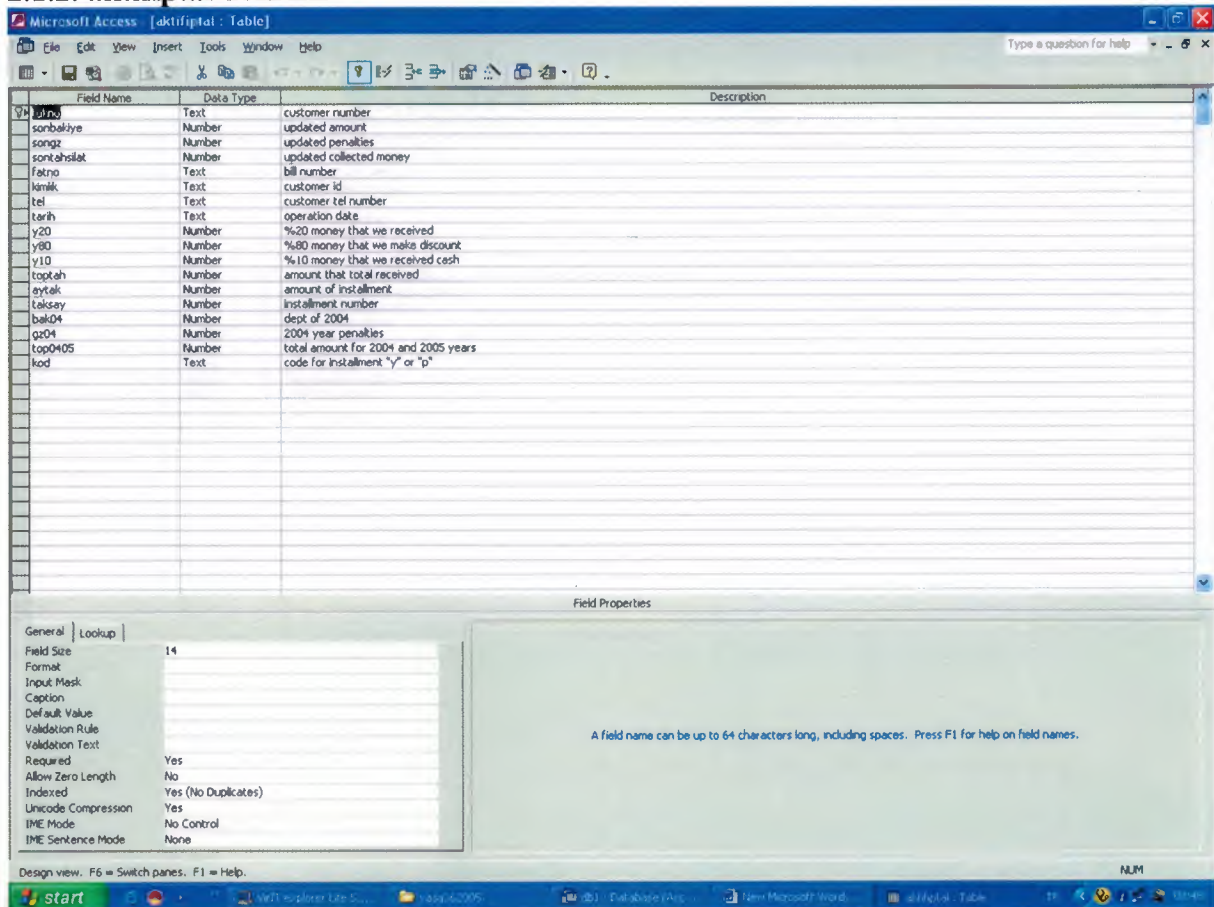 Microsoft Access - [aktifiptal : Table]
File Edit View Insert Tools Window Help
Type a question for help
Field Name Data Type Description
Text customer number
sonbakiye Number updated amount
songz Number updated penalties
sontahsilat Number updated collected money
fatno Text bill number
kimlik Text customer id
tel Text customer tel number
tarih Text operation date
y20 Number %20 money that we received
y80 Number %80 money that we make discount
y10 Number %10 money that we received cash
toptah Number amount that total received
aytak Number amount of installment
taksay Number installment number
bak04 Number dept of 2004
gz04 Number 2004 year penalties
top0405 Number total amount for 2004 and 2005 years
kod Text code for installment "y" or "p"
Field Properties
General Lookup
Field Size 14
Format
Input Mask
Caption
Default Value
Validation Rule
Validation Text
Required Yes
Allow Zero Length No
Indexed Yes (No Duplicates)
Unicode Compression Yes
IME Mode No Control
IME Sentence Mode None
A field name can be up to 64 characters long, including spaces. Press F1 for help on field names.
Design view. F6 = Switch panes. F1 = Help.
NUM
start
db1 : Database
New Microsoft Word
aktifiptal : Table
TR